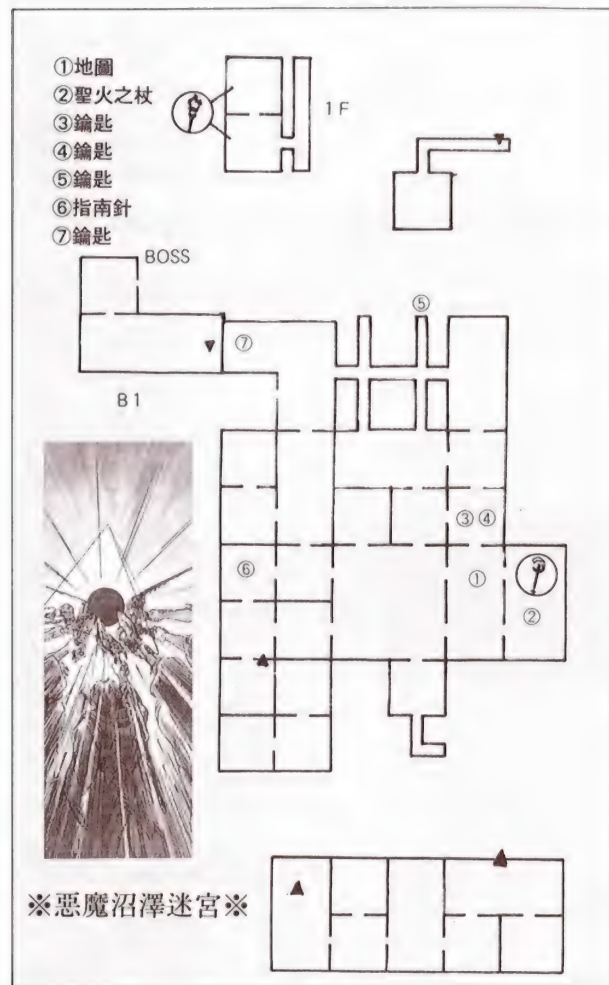 ①地圖
②聖火之杖
③鑰匙
④鑰匙
⑤鑰匙
⑥指南針
⑦鑰匙
1F
BOSS
⑤
⑦
B1
③④
⑥
①
②
※惡魔沼澤迷宮※